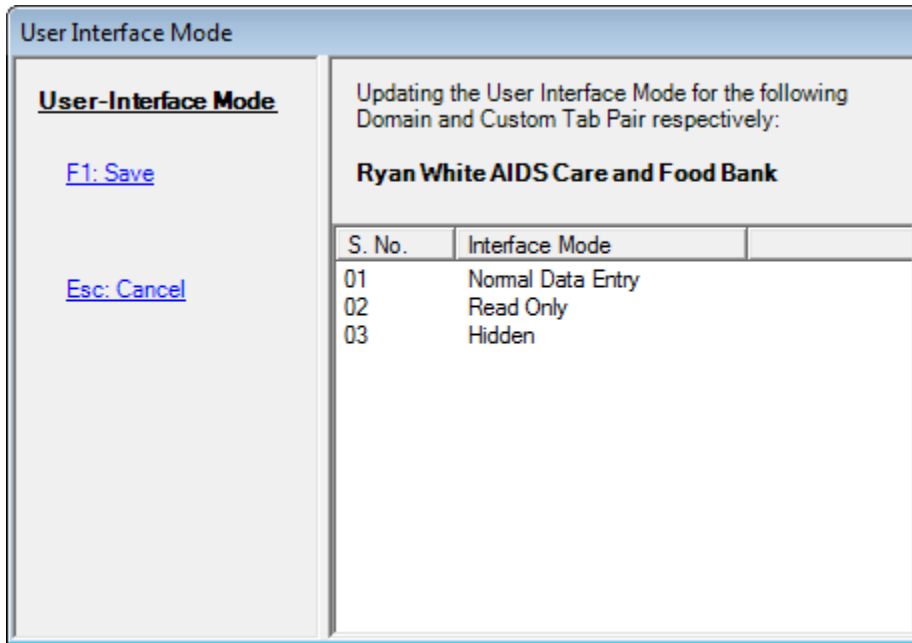 User Interface Mode
User-Interface Mode
F1: Save
Esc: Cancel
Updating the User Interface Mode for the following
Domain and Custom Tab Pair respectively:
Ryan White AIDS Care and Food Bank
S. No. Interface Mode
01 Normal Data Entry
02 Read Only
03 Hidden